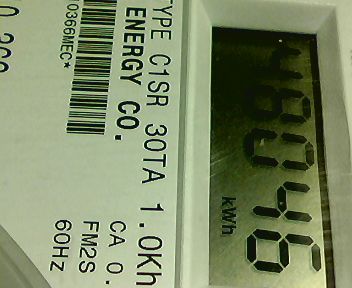 48046
kWh
TYPE C1SR 30TA 1.0Kh
ENERGY CO. CA 0.
FM2S
0366MEC* 60Hz